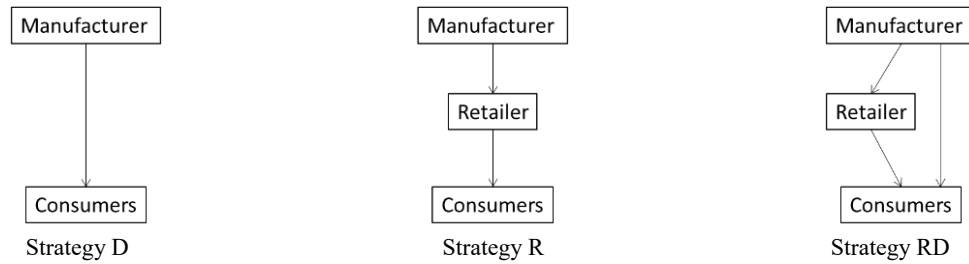 Manufacturer
Consumers
Strategy D
Manufacturer
Retailer
Consumers
Strategy R
Manufacturer
Retailer
Consumers
Strategy RD